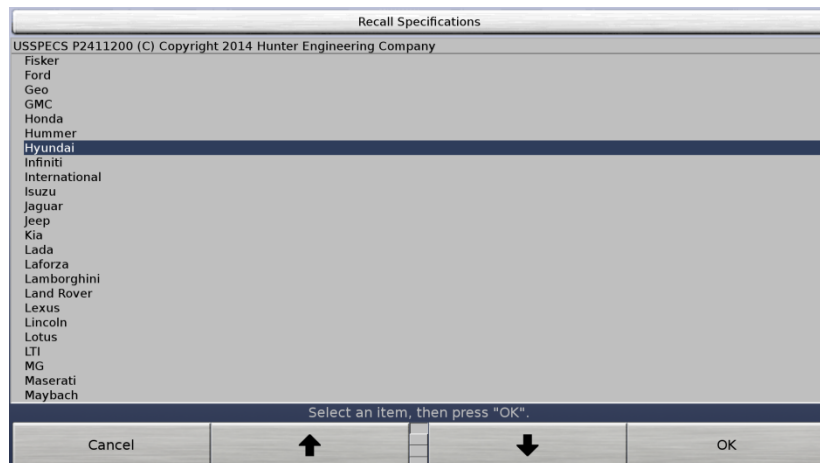 Recall Specifications
USSPECS P2411200 (C) Copyright 2014 Hunter Engineering Company
Fisker
Ford
Geo
GMC
Honda
Hummer
Hyundai
Infiniti
International
Isuzu
Jaguar
Jeep
Kia
Lada
Laforza
Lamborghini
Land Rover
Lexus
Lincoln
Lotus
LTI
MG
Maserati
Maybach
Select an item, then press "OK".
Cancel
OK